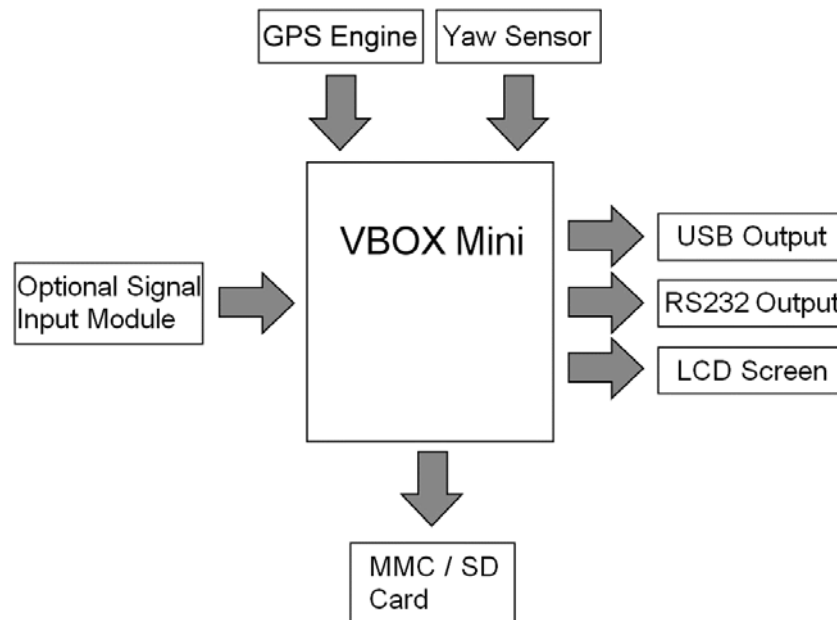 GPS Engine
Yaw Sensor
VBOX Mini
Optional Signal
Input Module
USB Output
RS232 Output
LCD Screen
MMC / SD
Card